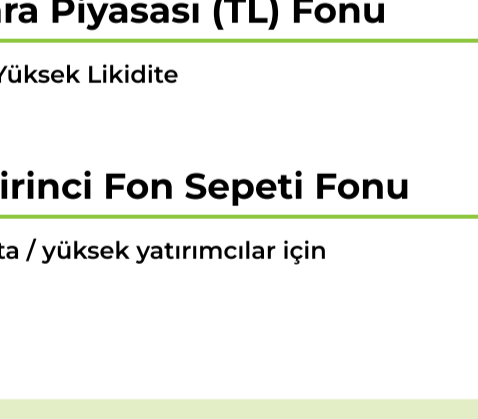 ra Piyasası (TL) Fonu
Yüksek Likidite
irinci Fon Sepeti Fonu
ta / yüksek yatırımcılar için